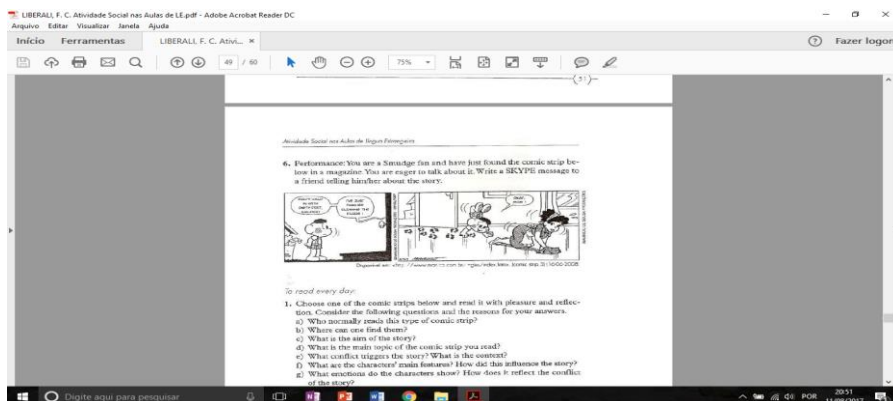 LIBERALI, F. C. Atividade Social nas Aulas de LE.pdf - Adobe Acrobat Reader DC
Arquivo Editar Visualizar Janela Ajuda
Início Ferramentas LIBERALI, F. C. Ativi... × Fazer logon
49 / 60 75%
51
Atividade Social nas Aulas de língua Estrangeira
6. Performance: You are a Smudge fan and have just found the comic strip be-
low in a magazine. You are eager to talk about it. Write a SKYPE message to
a friend telling him/her about the story.
To read every day:
1. Choose one of the comic strips below and read it with pleasure and reflec-
tion. Consider the following questions and the reasons for your answers.
a) Who normally reads this type of comic strip?
b) Where can one find them?
c) What is the aim of the story?
d) What is the main topic of the comic strip you read?
e) What conflict triggers the story? What is the context?
f) What are the characters' main features? How did this influence the story?
g) What emotions do the characters show? How does it reflect the conflict
of the story?
Digite aqui para pesquisar POR 20:51
11/08/2017